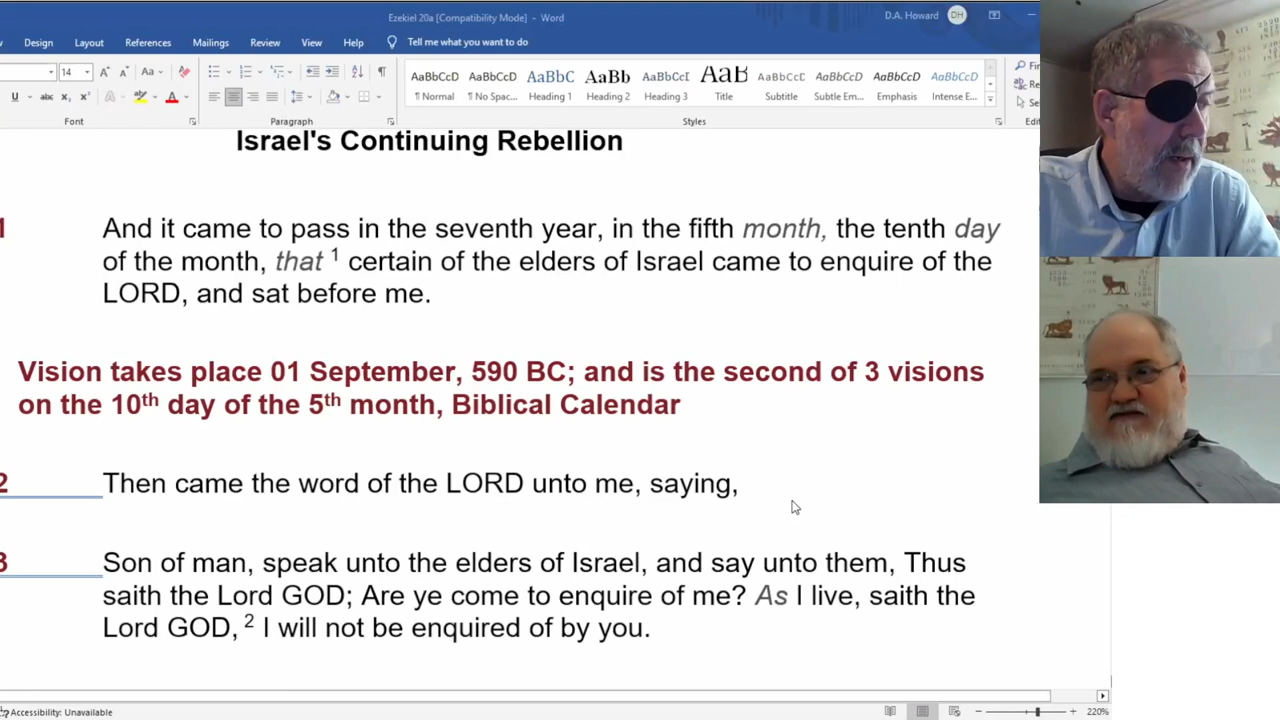 Ezekiel 20a [Compatibility Mode] - Word
D.A. Howard DH
Design Layout References Mailings Review View Help Tell me what you want to do
14 Aa
AaBbCcD AaBbCcD AaBbC AaBb AaBbCcI AaB AaBbCcD AaBbCcD AaBbCcD AaBbCcD
U abc
¶ Normal ¶ No Spac... Heading 1 Heading 2 Heading 3 Title Subtitle Subtle Em... Emphasis Intense E...
Font Paragraph Styles
Israel's Continuing Rebellion
1 And it came to pass in the seventh year, in the fifth month, the tenth day
of the month, that 1 certain of the elders of Israel came to enquire of the
LORD, and sat before me.
Vision takes place 01 September, 590 BC; and is the second of 3 visions
on the 10th day of the 5th month, Biblical Calendar
2 Then came the word of the LORD unto me, saying,
3 Son of man, speak unto the elders of Israel, and say unto them, Thus
saith the Lord GOD; Are ye come to enquire of me? As I live, saith the
Lord GOD, 2 I will not be enquired of by you.
Accessibility: Unavailable 220%